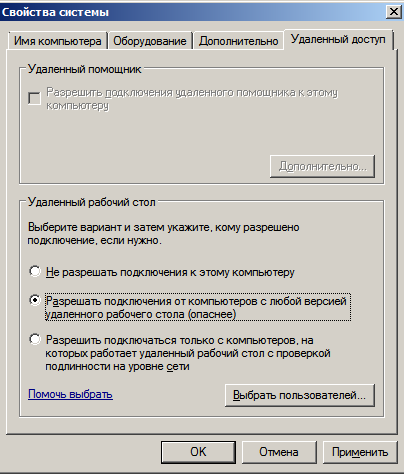 Свойства системы
Имя компьютера Оборудование Дополнительно Удаленный доступ
Удаленный помощник
Разрешить подключения удаленного помощника к этому
компьютеру
Дополнительно...
Удаленный рабочий стол
Выберите вариант и затем укажите, кому разрешено
подключение, если нужно.
Не разрешать подключения к этому компьютеру
Разрешать подключения от компьютеров с любой версией
удаленного рабочего стола (опаснее)
Разрешить подключаться только с компьютеров, на
которых работает удаленный рабочий стол с проверкой
подлинности на уровне сети
Помочь выбрать Выбрать пользователей...
OK Отмена Применить